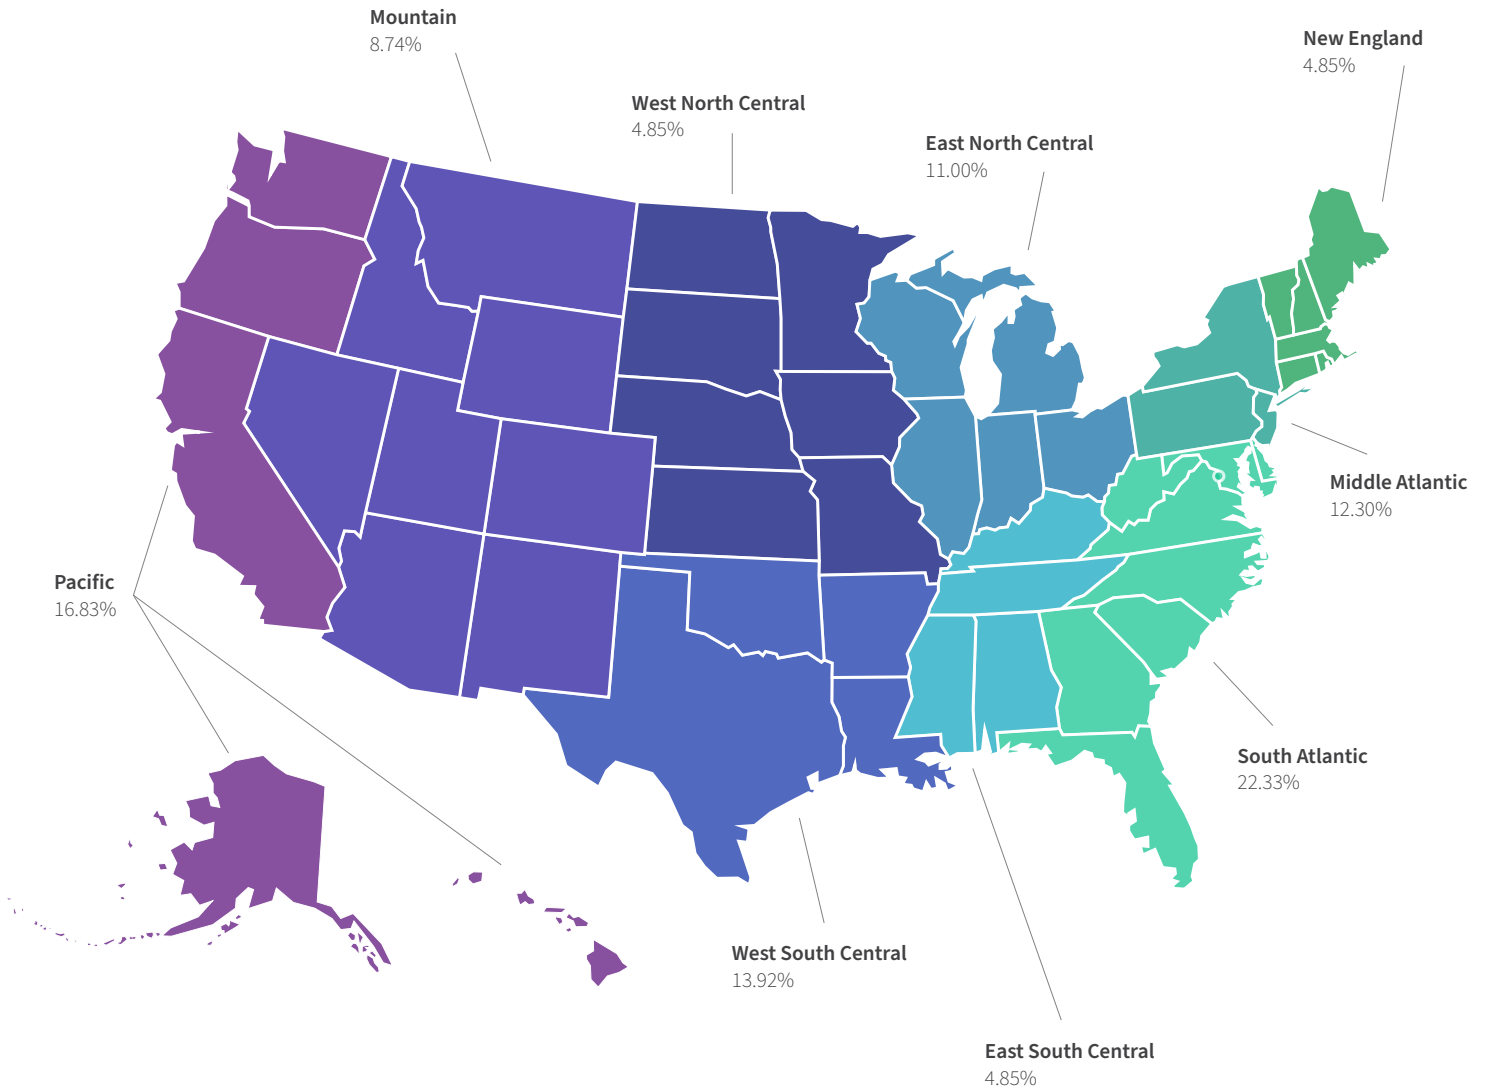 Mountain
8.74%
New England
4.85%
West North Central
4.85%
East North Central
11.00%
Middle Atlantic
12.30%
Pacific
16.83%
South Atlantic
22.33%
West South Central
13.92%
East South Central
4.85%